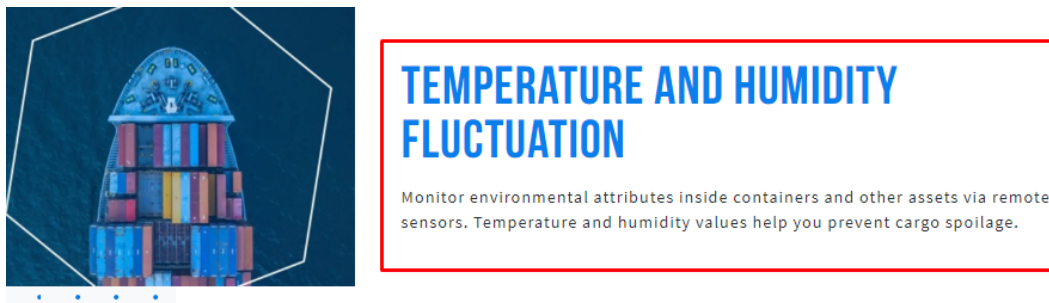 TEMPERATURE AND HUMIDITY
FLUCTUATION
Monitor environmental attributes inside containers and other assets via remote
sensors. Temperature and humidity values help you prevent cargo spoilage.